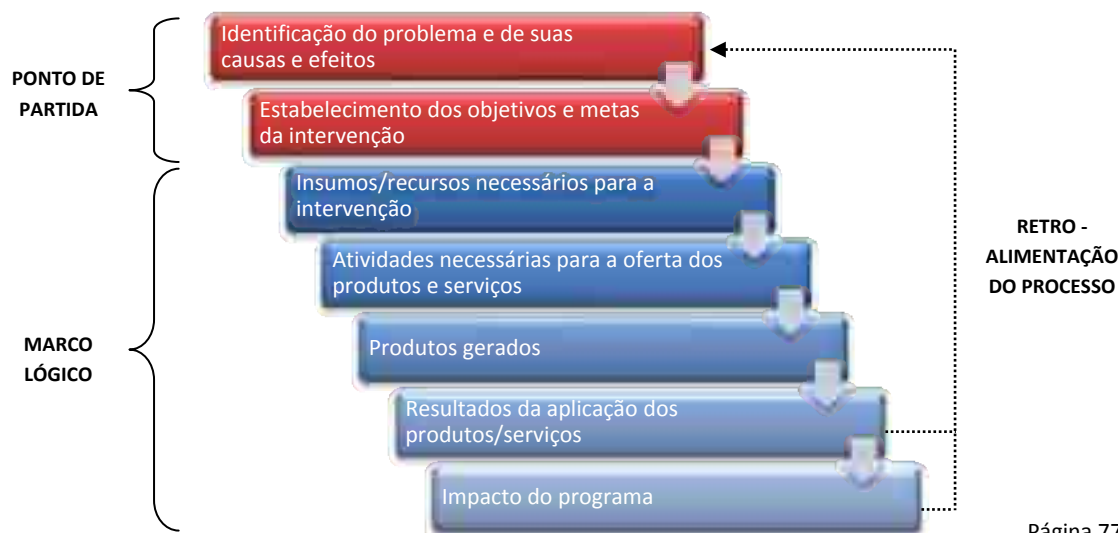 Identificação do problema e de suas
causas e efeitos
PONTO DE
PARTIDA
Estabelecimento dos objetivos e metas
da intervenção
Insumos/recursos necessários para a
intervenção
Atividades necessárias para a oferta dos
produtos e serviços
RETRO -
ALIMENTAÇÃO
DO PROCESSO
MARCO
LÓGICO
Produtos gerados
Resultados da aplicação dos
produtos/serviços
Impacto do programa
Página 77